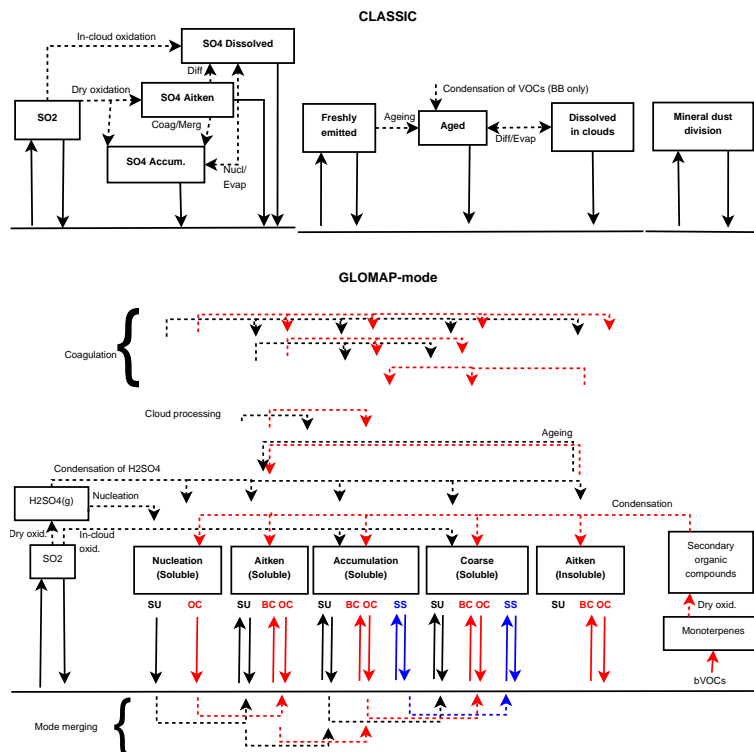 CLASSIC
In-cloud oxidation
SO4 Dissolved
Diff
Dry oxidation
SO4 Aitken
SO2
Coag/Merg
SO4 Accum.
Nucl/
Evap
Condensation of VOCs (BB only)
Freshly
emitted
Ageing
Aged
Diff/Evap
Dissolved
in clouds
Mineral dust
division
GLOMAP-mode
Coagulation
Cloud processing
Ageing
Condensation of H2SO4
H2SO4(g)
Nucleation
Condensation
Dry oxid.
In-cloud
oxid.
SO2
Nucleation
(Soluble)
Aitken
(Soluble)
Accumulation
(Soluble)
Coarse
(Soluble)
Aitken
(Insoluble)
Secondary
organic
compounds
SU OC SU BC OC SU BC OC SS SU BC OC SS SU BC OC
Dry oxid.
Monoterpenes
bVOCs
Mode merging